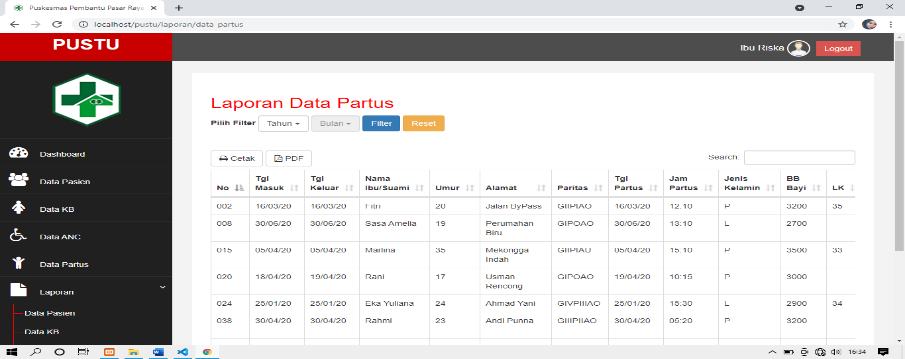 Puskesmas Pembantu Pasar Raya
localhost/pustu/laporan/data_partus
PUSTU
Ibu Riska Logout
Laporan Data Partus
Pilih Filter Tahun Bulan Filter Reset
Cetak PDF Search:
No Tgl Masuk Tgl Keluar Nama Ibu/Suami Umur Alamat Paritas Tgl Partus Jam Partus Jenis Kelamin BB Bayi LK
002 16/03/20 16/03/20 Fitri 20 Jalan ByPass GIIPIAO 16/03/20 12.10 P 3200 35
008 30/06/20 30/06/20 Sasa Amelia 19 Perumahan Biru GIPOAO 30/06/20 13:10 L 2700
015 05/04/20 05/04/20 Marlina 35 Mekongga Indah 05/04/20 15.10 P 3500 33
020 18/04/20 19/04/20 Rani 17 Usman Rencong GIPOAO 19/04/20 10:15 P 3000
024 25/01/20 25/01/20 Eka Yuliana 24 Ahmad Yani GIVPIIIAO 25/01/20 15:30 L 2900 34
038 30/04/20 30/04/20 Rahmi 23 Andi Punna GIIIPIIAO 30/04/20 05:20 P 3200
Dashboard
Data Pasien
Data KB
Data ANC
Data Partus
Laporan
Data Pasien
Data KB
16:34